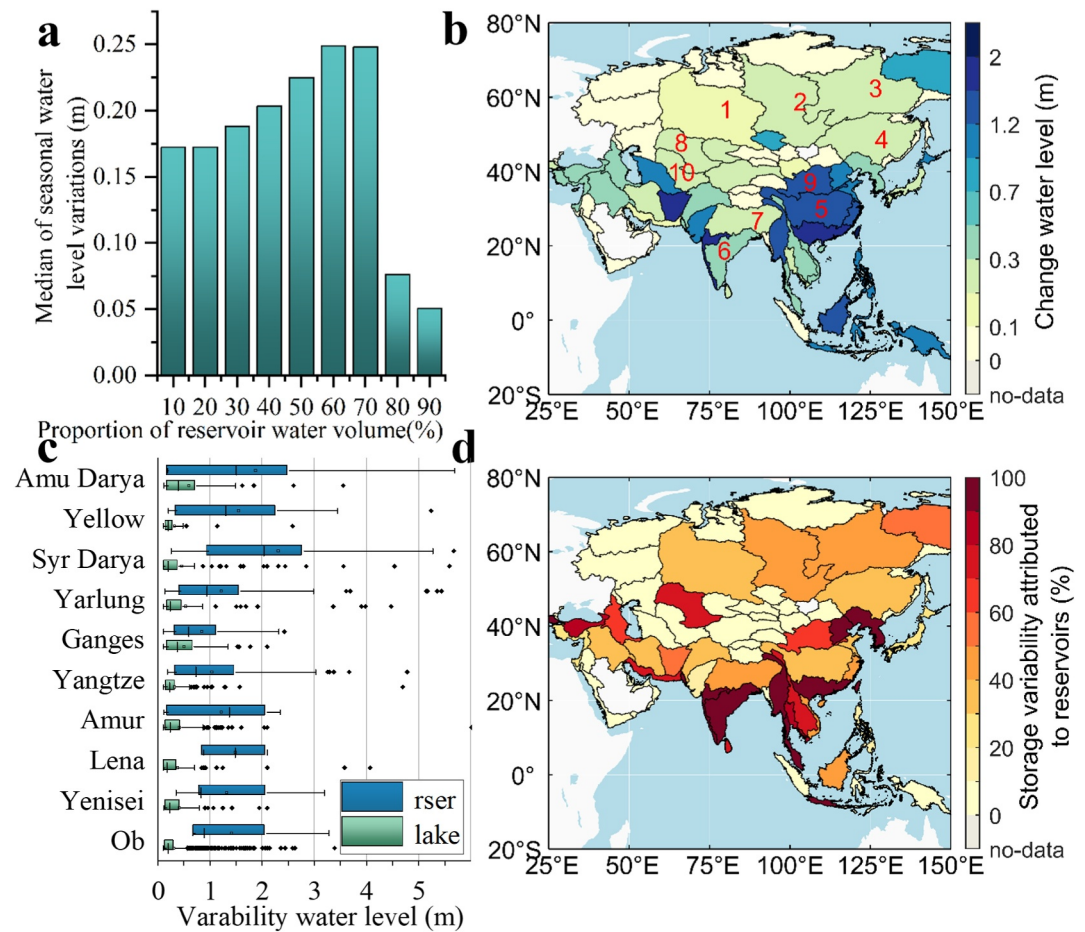 a
Median of seasonal water
level variations (m)
0.25
0.20
0.15
0.10
0.05
0.00
10 20 30 40 50 60 70 80 90
Proportion of reservoir water volume(%)
b
80°N
60°N
40°N
20°N
0°
20°S
25°E 50°E 75°E 100°E 125°E 150°E
1
2
3
4
8
10
9
5
7
6
2
1.2
0.7
0.3
0.1
0
no-data
Change water level (m)
c
Amu Darya
Yellow
Syr Darya
Yarlung
Ganges
Yangtze
Amur
Lena
Yenisei
Ob
rser
lake
0 1 2 3 4 5
Varability water level (m)
d
80°N
60°N
40°N
20°N
0°
20°S
25°E 50°E 75°E 100°E 125°E 150°E
100
80
60
40
20
0
no-data
Storage variability attributed
to reservoirs (%)